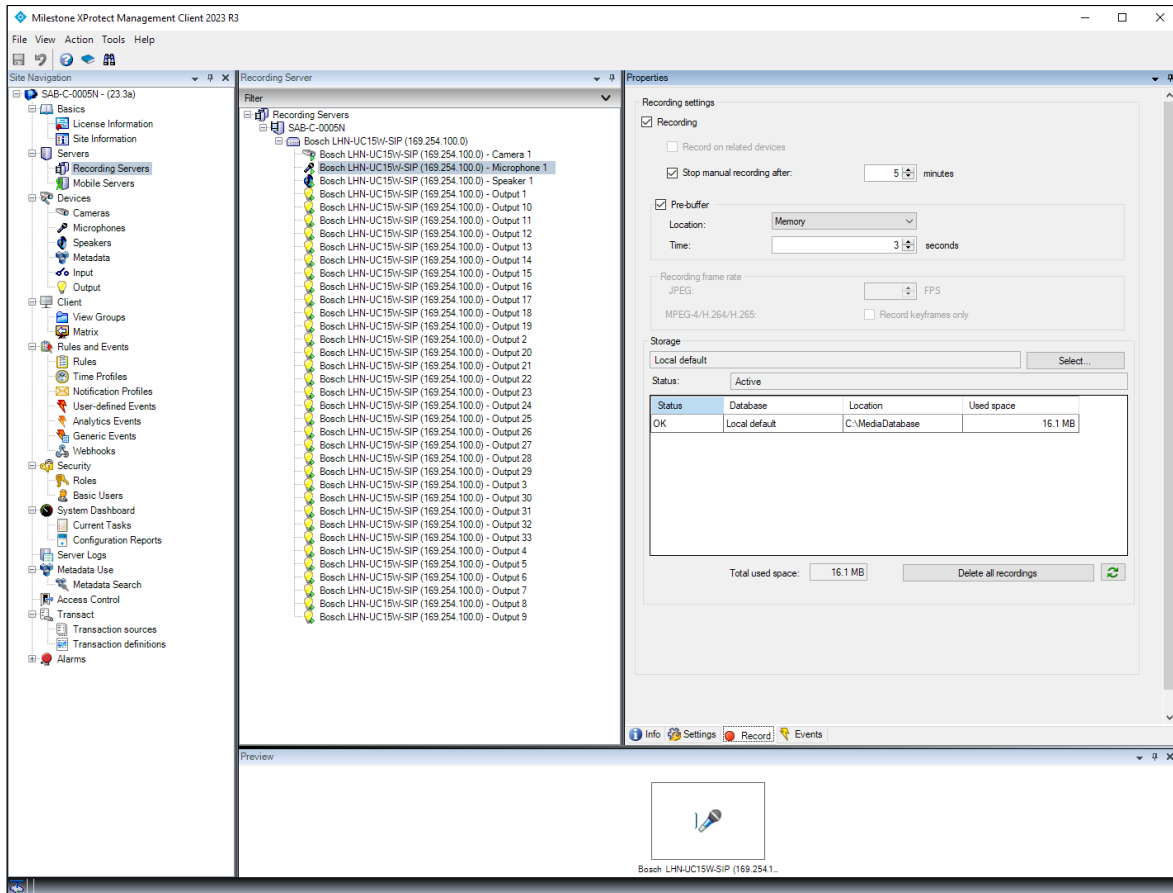 Milestone XProtect Management Client 2023 R3
File View Action Tools Help
Site Navigation
SAB-C-0005N - (23.3a)
Basics
License Information
Site Information
Servers
Recording Servers
Mobile Servers
Devices
Cameras
Microphones
Speakers
Metadata
Input
Output
Client
View Groups
Matrix
Rules and Events
Rules
Time Profiles
Notification Profiles
User-defined Events
Analytics Events
Generic Events
Webhooks
Security
Roles
Basic Users
System Dashboard
Current Tasks
Configuration Reports
Server Logs
Metadata Use
Metadata Search
Access Control
Transact
Transaction sources
Transaction definitions
Alarms
Recording Server
Filter
Recording Servers
SAB-C-0005N
Bosch LHN-UC15W-SIP (169.254.100.0)
Bosch LHN-UC15W-SIP (169.254.100.0) - Camera 1
Bosch LHN-UC15W-SIP (169.254.100.0) - Microphone 1
Bosch LHN-UC15W-SIP (169.254.100.0) - Speaker 1
Bosch LHN-UC15W-SIP (169.254.100.0) - Output 1
Bosch LHN-UC15W-SIP (169.254.100.0) - Output 10
Bosch LHN-UC15W-SIP (169.254.100.0) - Output 11
Bosch LHN-UC15W-SIP (169.254.100.0) - Output 12
Bosch LHN-UC15W-SIP (169.254.100.0) - Output 13
Bosch LHN-UC15W-SIP (169.254.100.0) - Output 14
Bosch LHN-UC15W-SIP (169.254.100.0) - Output 15
Bosch LHN-UC15W-SIP (169.254.100.0) - Output 16
Bosch LHN-UC15W-SIP (169.254.100.0) - Output 17
Bosch LHN-UC15W-SIP (169.254.100.0) - Output 18
Bosch LHN-UC15W-SIP (169.254.100.0) - Output 19
Bosch LHN-UC15W-SIP (169.254.100.0) - Output 2
Bosch LHN-UC15W-SIP (169.254.100.0) - Output 20
Bosch LHN-UC15W-SIP (169.254.100.0) - Output 21
Bosch LHN-UC15W-SIP (169.254.100.0) - Output 22
Bosch LHN-UC15W-SIP (169.254.100.0) - Output 23
Bosch LHN-UC15W-SIP (169.254.100.0) - Output 24
Bosch LHN-UC15W-SIP (169.254.100.0) - Output 25
Bosch LHN-UC15W-SIP (169.254.100.0) - Output 26
Bosch LHN-UC15W-SIP (169.254.100.0) - Output 27
Bosch LHN-UC15W-SIP (169.254.100.0) - Output 28
Bosch LHN-UC15W-SIP (169.254.100.0) - Output 29
Bosch LHN-UC15W-SIP (169.254.100.0) - Output 3
Bosch LHN-UC15W-SIP (169.254.100.0) - Output 30
Bosch LHN-UC15W-SIP (169.254.100.0) - Output 31
Bosch LHN-UC15W-SIP (169.254.100.0) - Output 32
Bosch LHN-UC15W-SIP (169.254.100.0) - Output 33
Bosch LHN-UC15W-SIP (169.254.100.0) - Output 4
Bosch LHN-UC15W-SIP (169.254.100.0) - Output 5
Bosch LHN-UC15W-SIP (169.254.100.0) - Output 6
Bosch LHN-UC15W-SIP (169.254.100.0) - Output 7
Bosch LHN-UC15W-SIP (169.254.100.0) - Output 8
Bosch LHN-UC15W-SIP (169.254.100.0) - Output 9
Properties
Recording settings
Recording
Record on related devices
Stop manual recording after: 5 minutes
Pre-buffer
Location: Memory
Time: 3 seconds
Recording frame rate
JPEG: FPS
MPEG-4/H.264/H.265: Record keyframes only
Storage
Local default Select...
Status: Active
Status Database Location Used space
OK Local default C:\MediaDatabase 16.1 MB
Total used space: 16.1 MB Delete all recordings
Info Settings Record Events
Preview
Bosch LHN-UC15W-SIP (169.254.1...